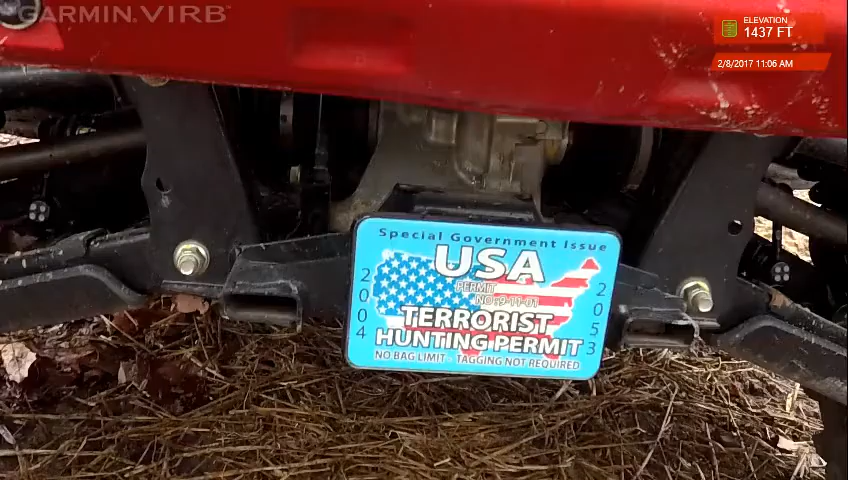 GARMIN.VIRB™
ELEVATION
1437 FT
2/8/2017 11:06 AM
Special Government Issue
USA
PERMIT
NO:9-11-01
2004
2053
TERRORIST
HUNTING PERMIT
NO BAG LIMIT - TAGGING NOT REQUIRED